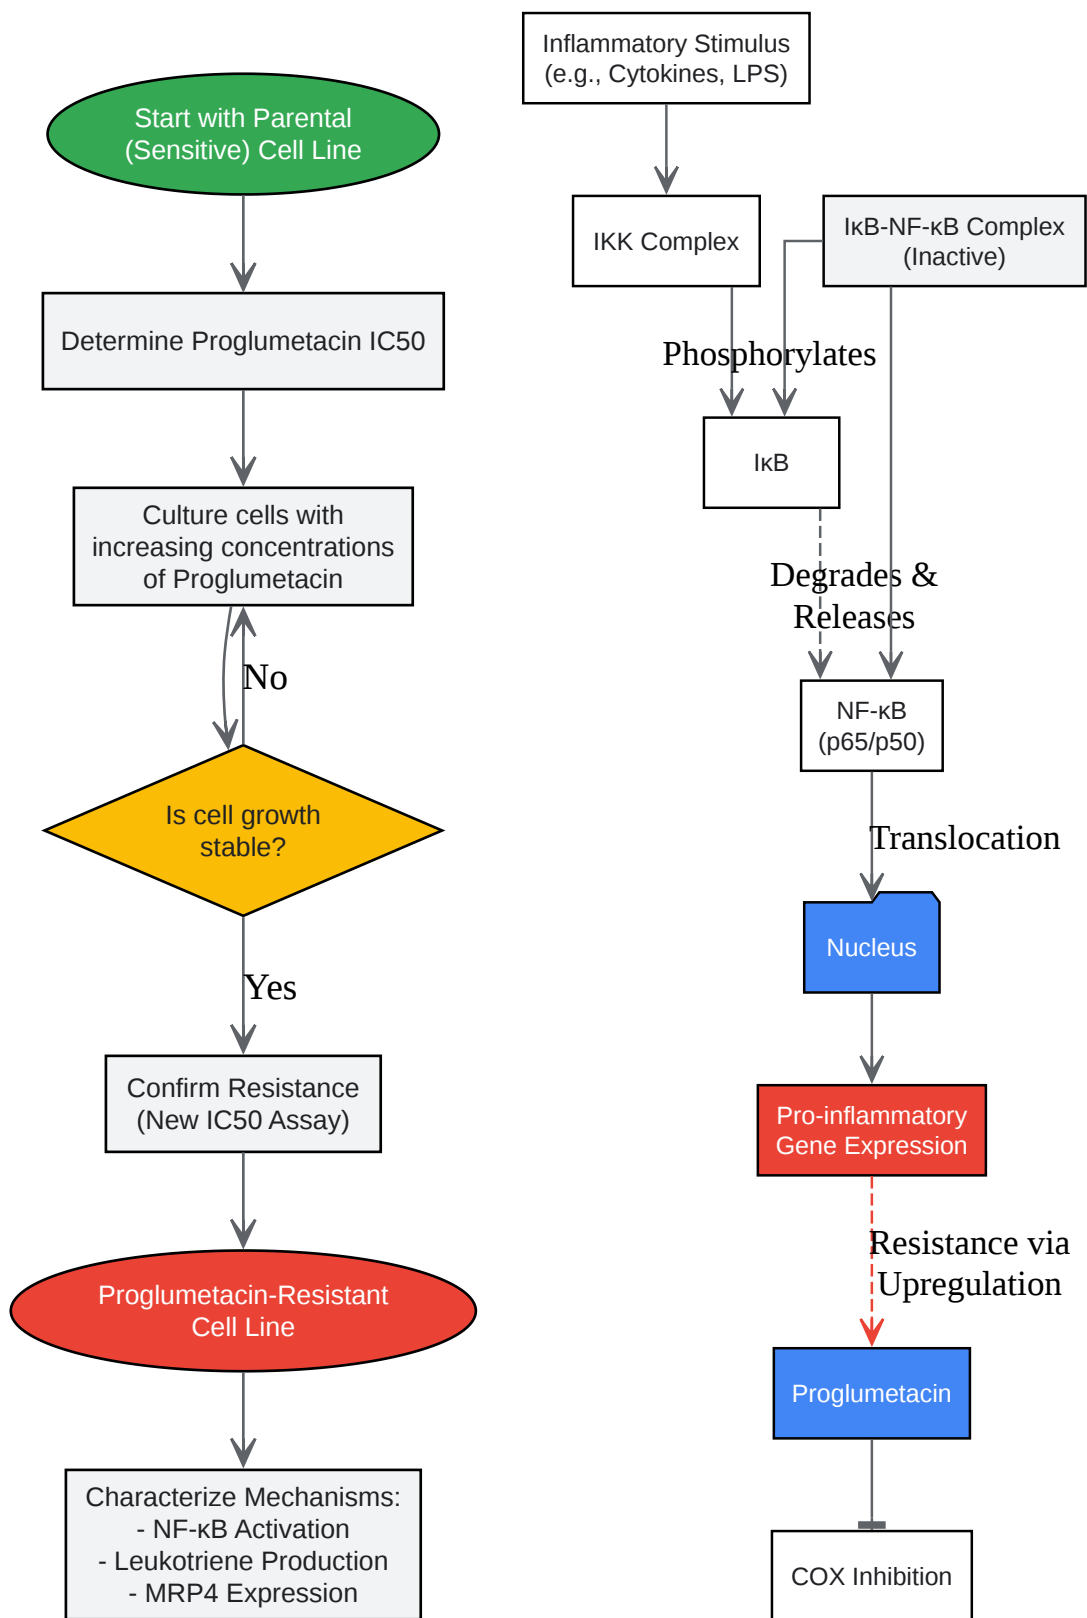 Start with Parental
(Sensitive) Cell Line
Determine Proglumetacin IC50
Culture cells with
increasing concentrations
of Proglumetacin
No
Is cell growth
stable?
Yes
Confirm Resistance
(New IC50 Assay)
Proglumetacin-Resistant
Cell Line
Characterize Mechanisms:
- NF-κB Activation
- Leukotriene Production
- MRP4 Expression
Inflammatory Stimulus
(e.g., Cytokines, LPS)
IKK Complex
IκB-NF-κB Complex
(Inactive)
Phosphorylates
IκB
Degrades &
Releases
NF-κB
(p65/p50)
Translocation
Nucleus
Pro-inflammatory
Gene Expression
Resistance via
Upregulation
Proglumetacin
COX Inhibition